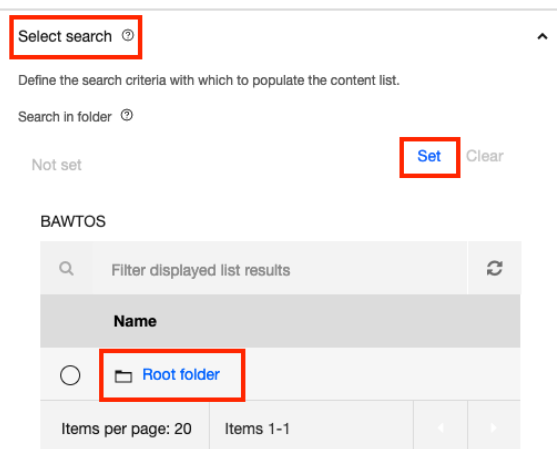 Select search
Define the search criteria with which to populate the content list.
Search in folder
Not set Set Clear
BAWTOS
Filter displayed list results
Name
Root folder
Items per page: 20 Items 1-1